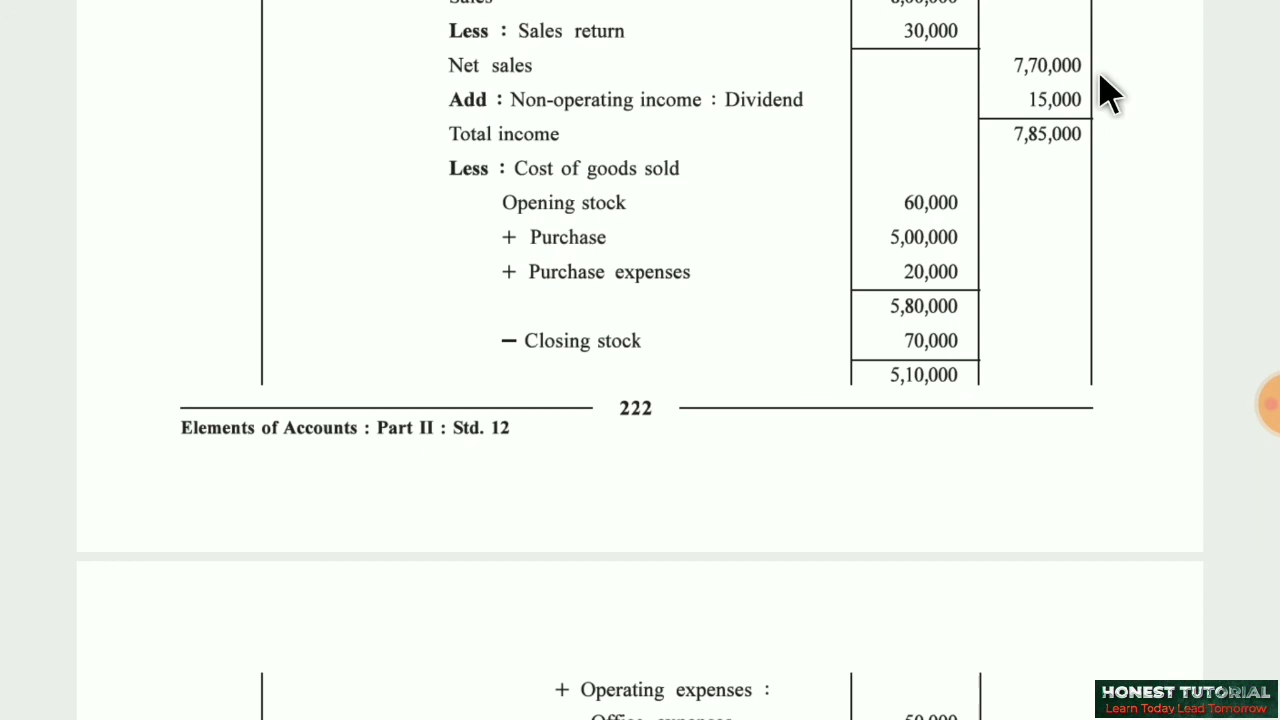 Sales
Less : Sales return 30,000
Net sales 7,70,000
Add : Non-operating income : Dividend 15,000
Total income 7,85,000
Less : Cost of goods sold
Opening stock 60,000
+ Purchase 5,00,000
+ Purchase expenses 20,000
5,80,000
− Closing stock 70,000
5,10,000
222
Elements of Accounts : Part II : Std. 12
+ Operating expenses :
HONEST TUTORIAL
Learn Today Lead Tomorrow